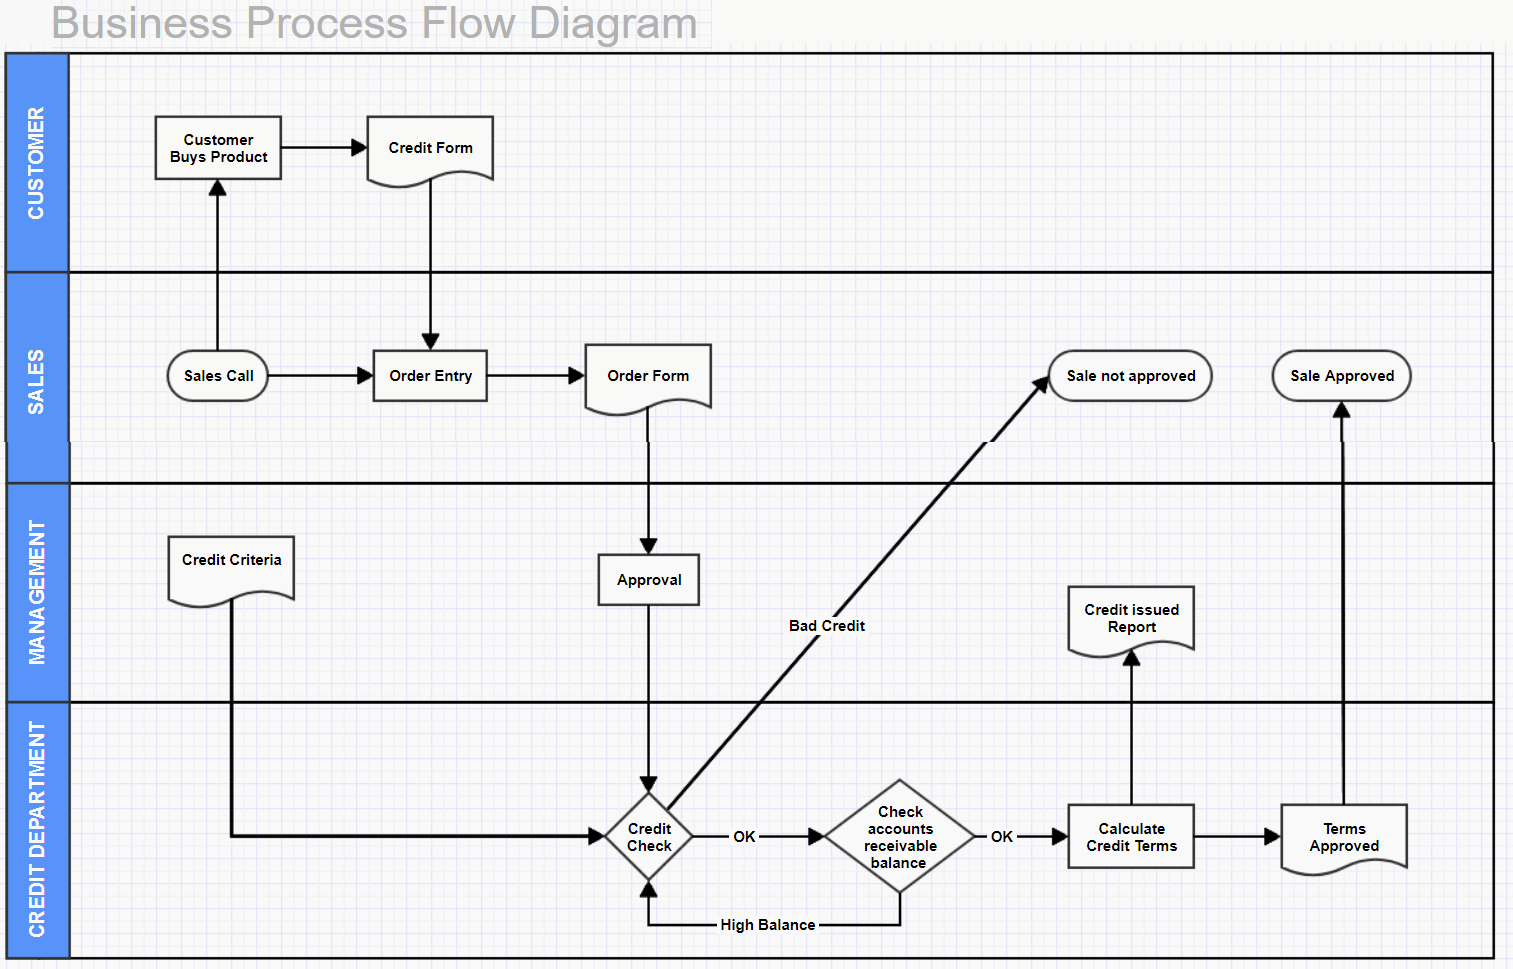 Business Process Flow Diagram
CUSTOMER
Customer
Buys Product
Credit Form
SALES
Sales Call
Order Entry
Order Form
Sale not approved
Sale Approved
MANAGEMENT
Credit Criteria
Approval
Bad Credit
Credit issued
Report
CREDIT DEPARTMENT
Credit
Check
OK
Check
accounts
receivable
balance
OK
Calculate
Credit Terms
Terms
Approved
High Balance